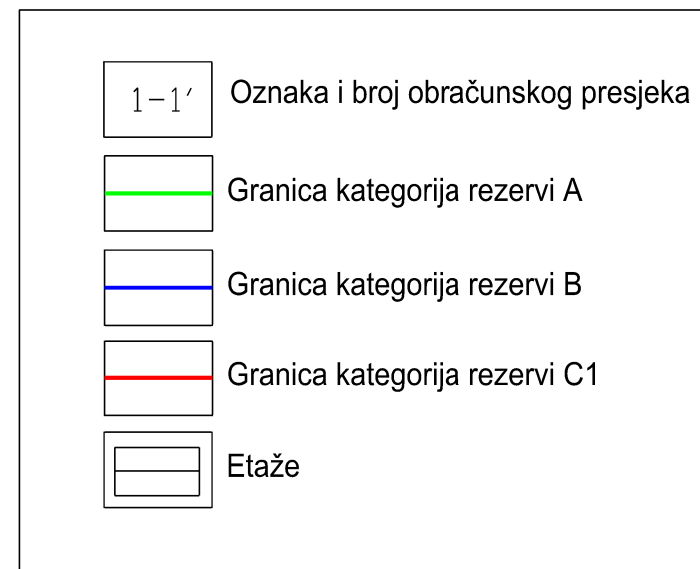 1-1′ Oznaka i broj obračunskog presjeka
Granica kategorija rezervi A
Granica kategorija rezervi B
Granica kategorija rezervi C1
Etaže